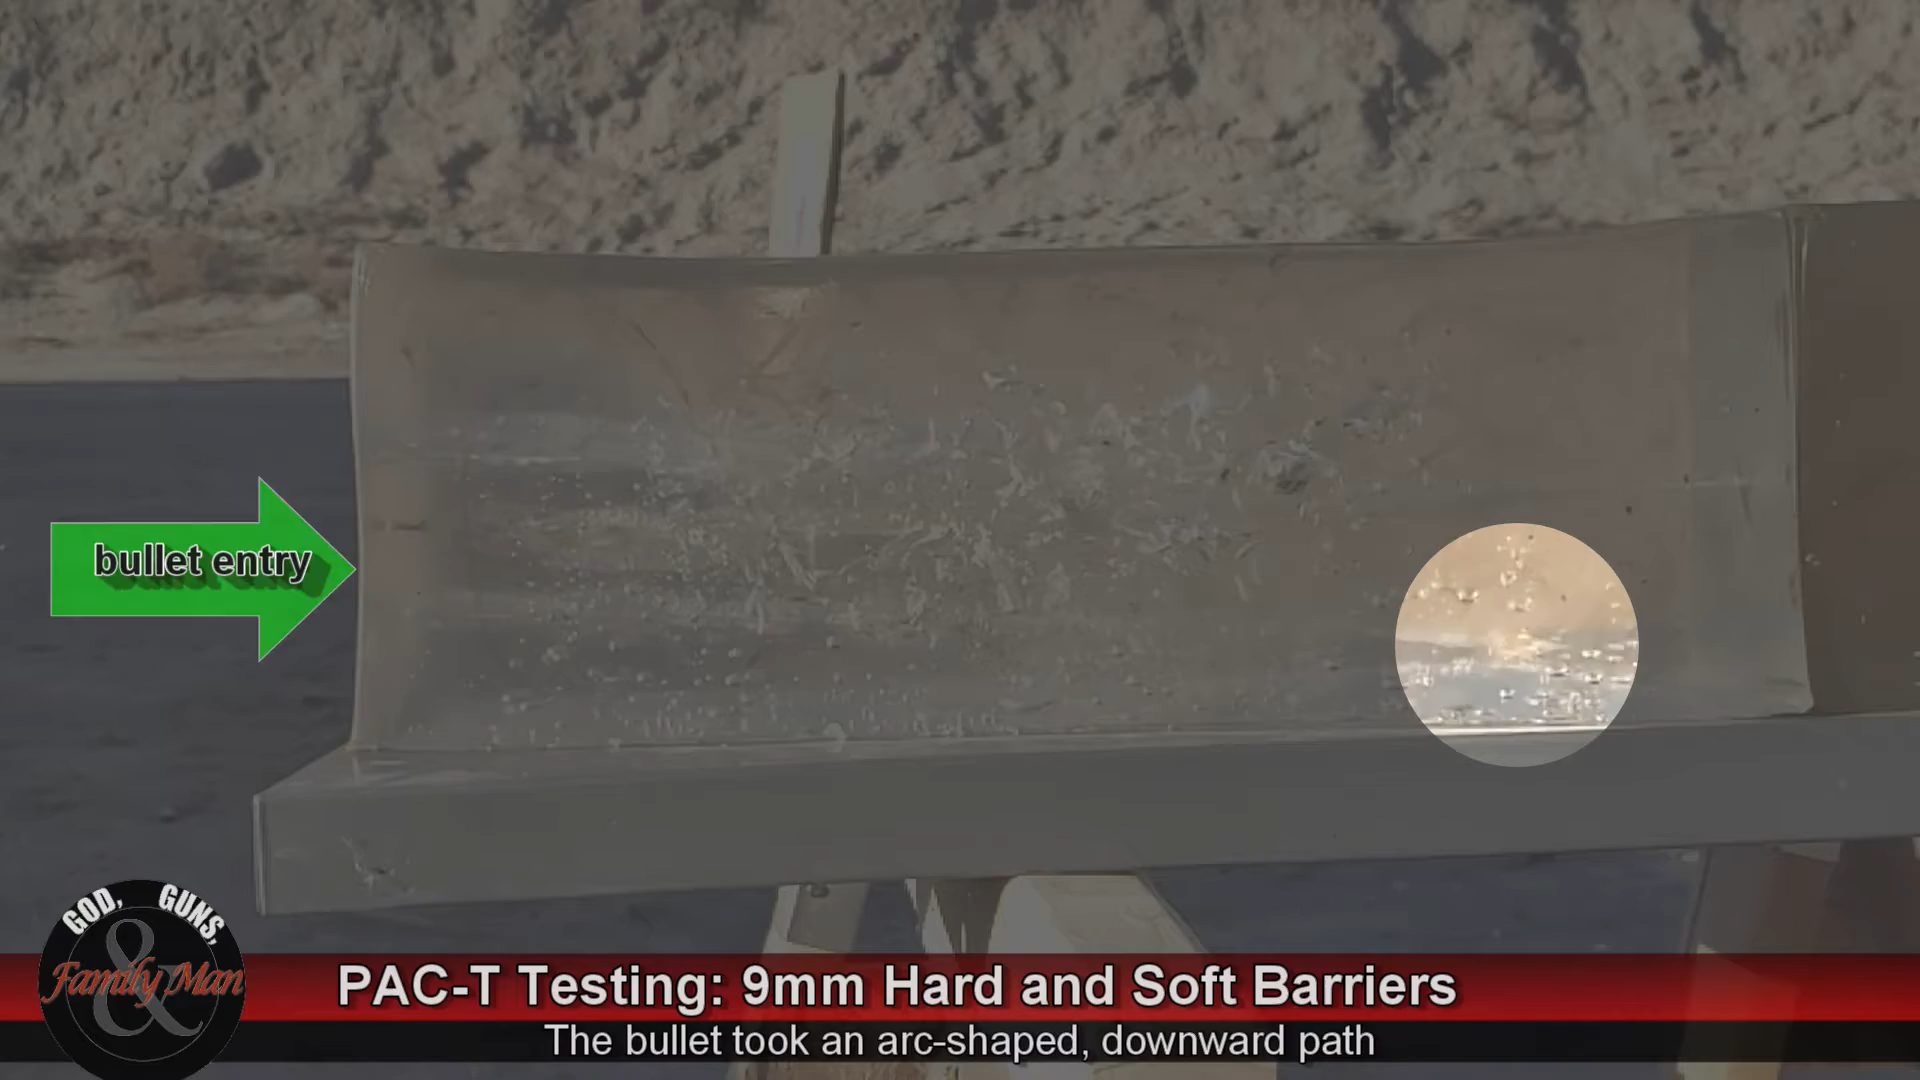 bullet entry
GOD, GUNS,
&
Family Man
PAC-T Testing: 9mm Hard and Soft Barriers
The bullet took an arc-shaped, downward path